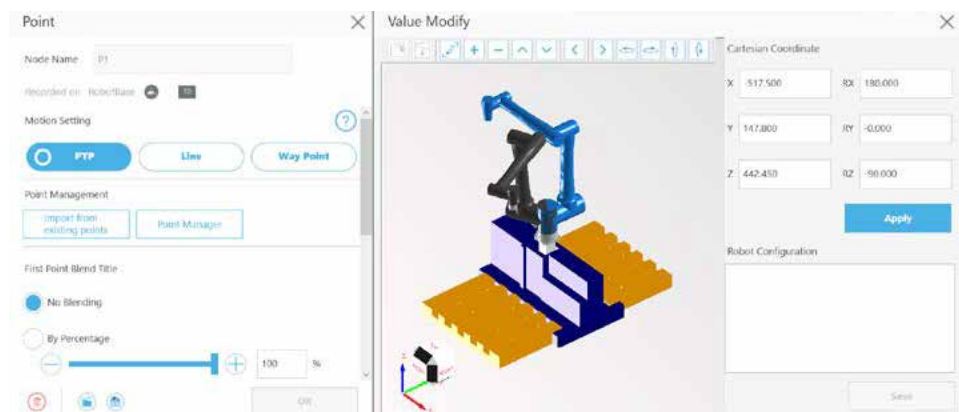 Point
Node Name P1
Recorded on: RobotBase T0
Motion Setting
?
PTP Line Way Point
Point Management
Import from
existing points
Point Manager
First Point Blend Title
No Blending
By Percentage
100 %
OK
Value Modify
Cartesian Coordinate
X -517.500 RX 180.000
Y 147.800 RY -0.000
Z 442.450 RZ -90.000
Apply
Robot Configuration
Save